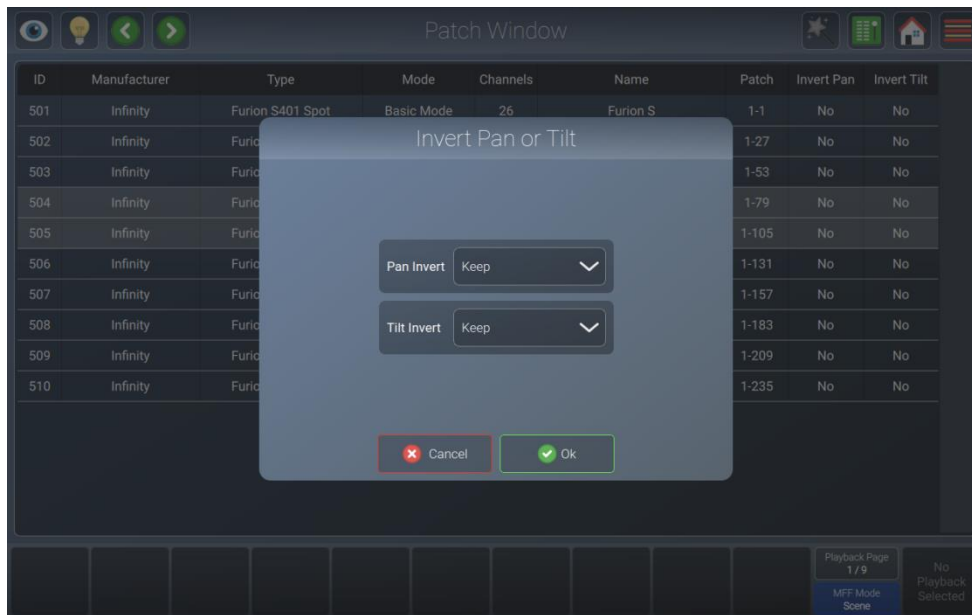 Patch Window
ID Manufacturer Type Mode Channels Name Patch Invert Pan Invert Tilt
501 Infinity Furion S401 Spot Basic Mode 26 Furion S 1-1 No No
502 Infinity Furio 1-27 No No
503 Infinity Furio 1-53 No No
504 Infinity Furio 1-79 No No
505 Infinity Furio 1-105 No No
506 Infinity Furio 1-131 No No
507 Infinity Furio 1-157 No No
508 Infinity Furio 1-183 No No
509 Infinity Furio 1-209 No No
510 Infinity Furio 1-235 No No
Invert Pan or Tilt
Pan Invert Keep
Tilt Invert Keep
Cancel Ok
Playback Page
1 / 9
MFF Mode
Scene
No
Playback
Selected